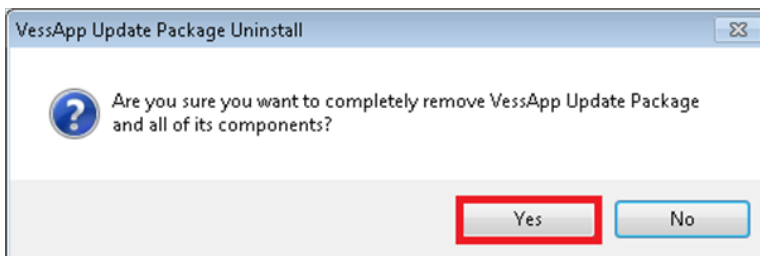 VessApp Update Package Uninstall
Are you sure you want to completely remove VessApp Update Package
and all of its components?
Yes
No